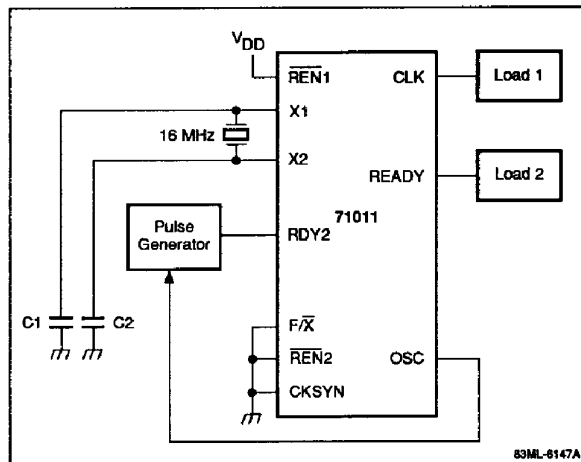 VDD
REN1
CLK
Load 1
X1
16 MHz
X2
READY
Load 2
71011
Pulse
Generator
RDY2
C1
C2
F/X
REN2
OSC
CKSYN
83ML-6147A